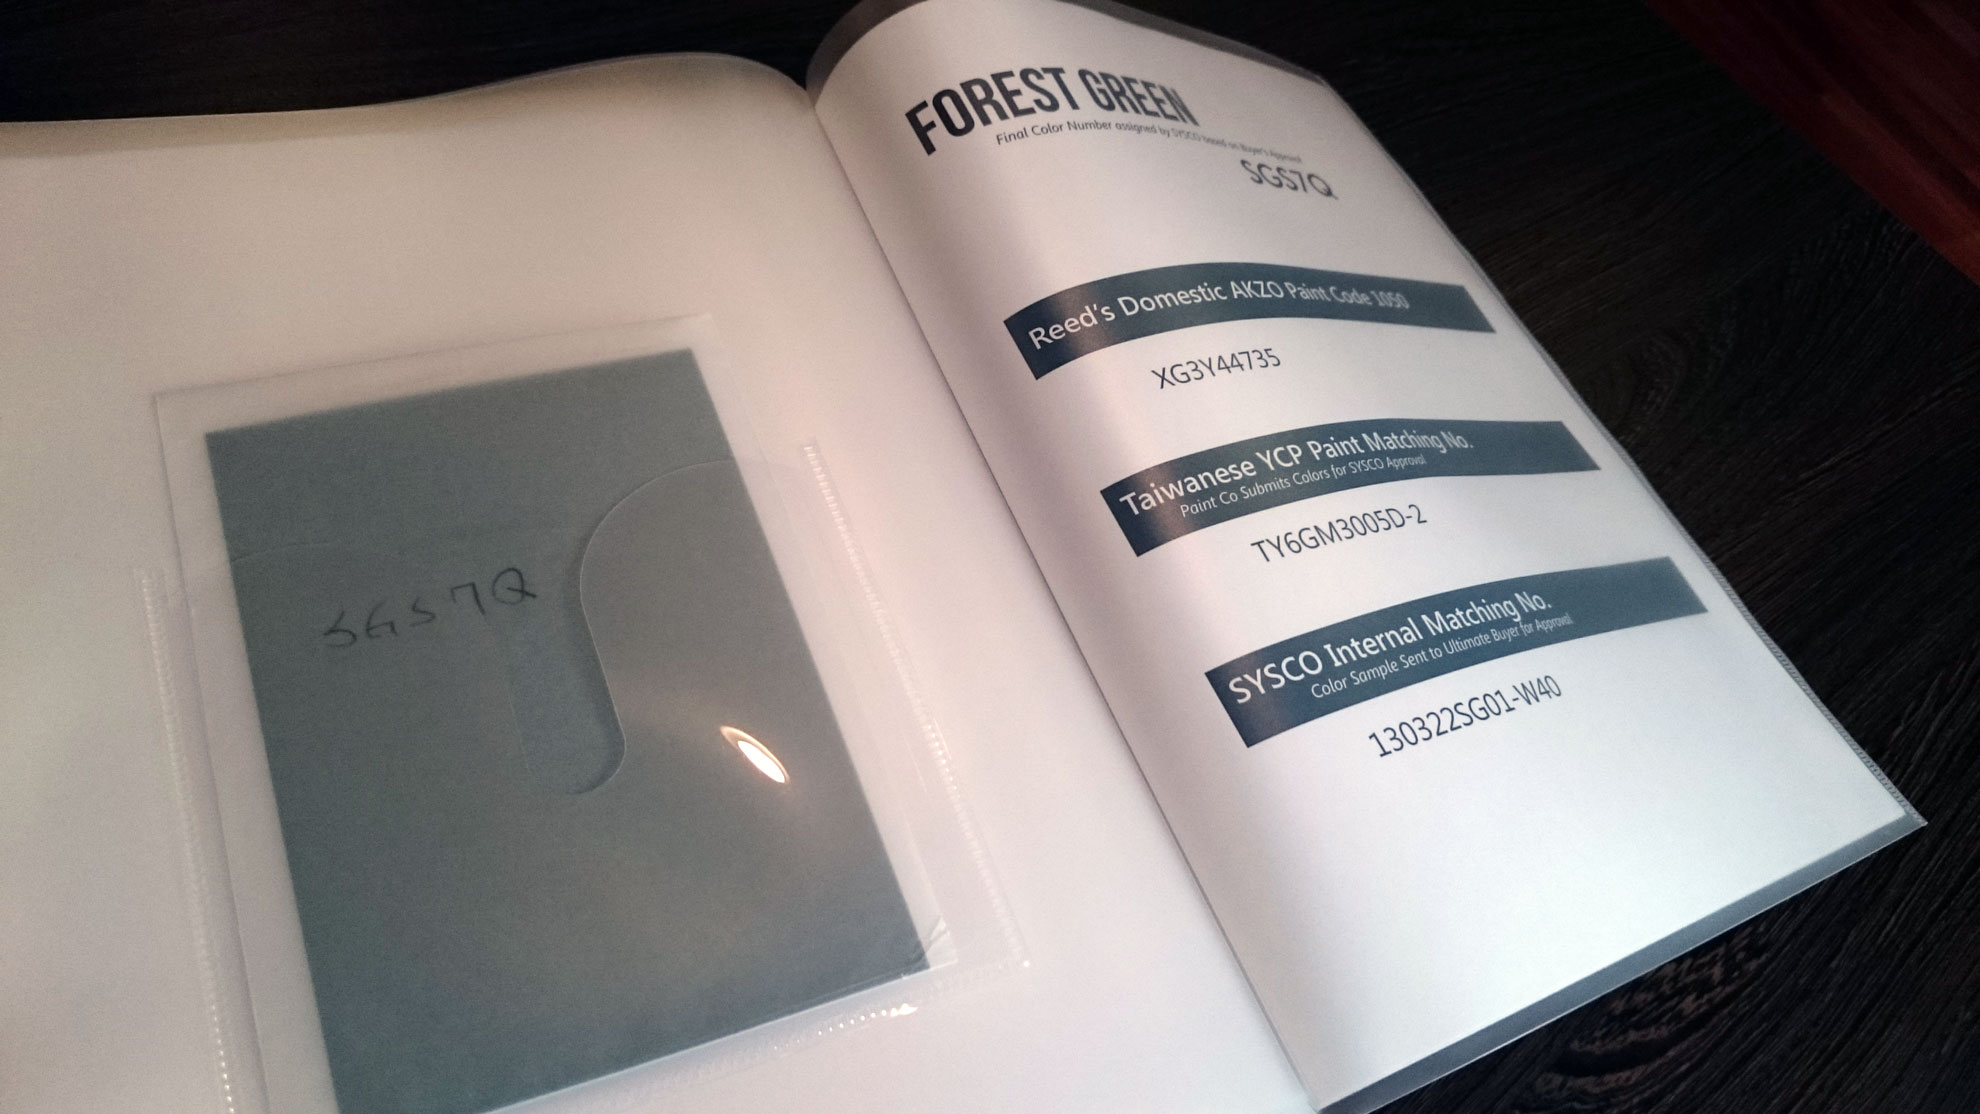 SGS7Q
FOREST GREEN
Final Color Number assigned by SYSCO based on Buyer's Approval
SGS7Q
Reed's Domestic AKZO Paint Code 1050
XG3Y44735
Taiwanese YCP Paint Matching No.
Paint Co Submits Colors for SYSCO Approval
TY6GM3005D-2
SYSCO Internal Matching No.
Color Sample Sent to Ultimate Buyer for Approval
130322SG01-W40